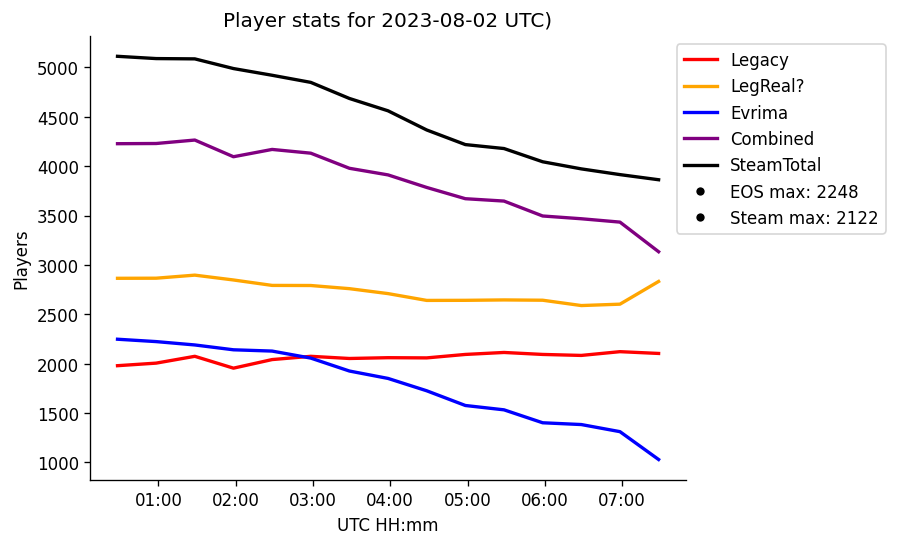 Player stats for 2023-08-02 UTC)
Players
5000
4500
4000
3500
3000
2500
2000
1500
1000
01:00 02:00 03:00 04:00 05:00 06:00 07:00
UTC HH:mm
Legacy
LegReal?
Evrima
Combined
SteamTotal
EOS max: 2248
Steam max: 2122